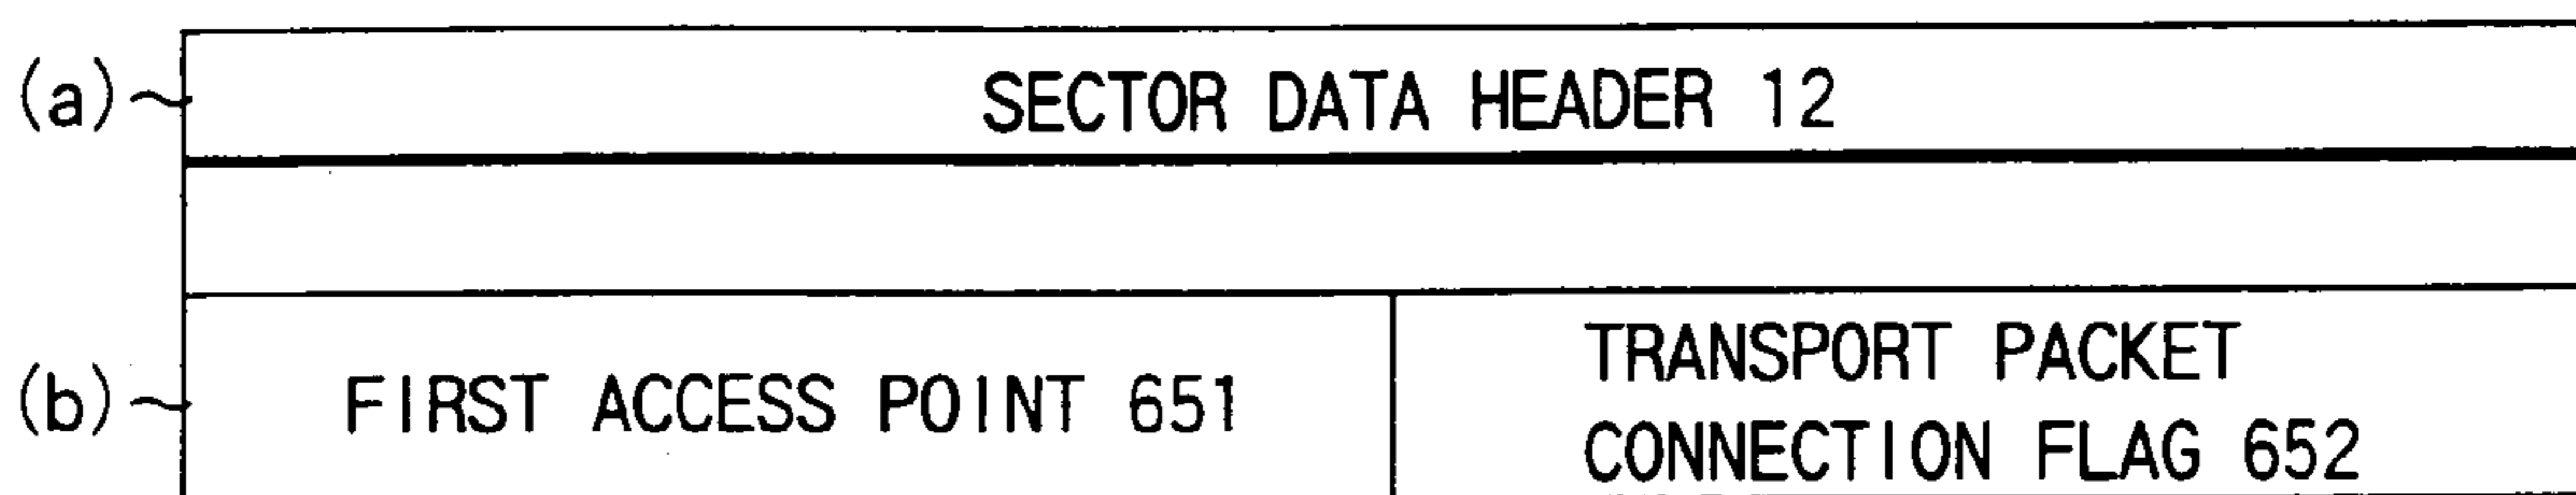 (a)
SECTOR DATA HEADER 12
(b)
FIRST ACCESS POINT 651
TRANSPORT PACKET
CONNECTION FLAG 652